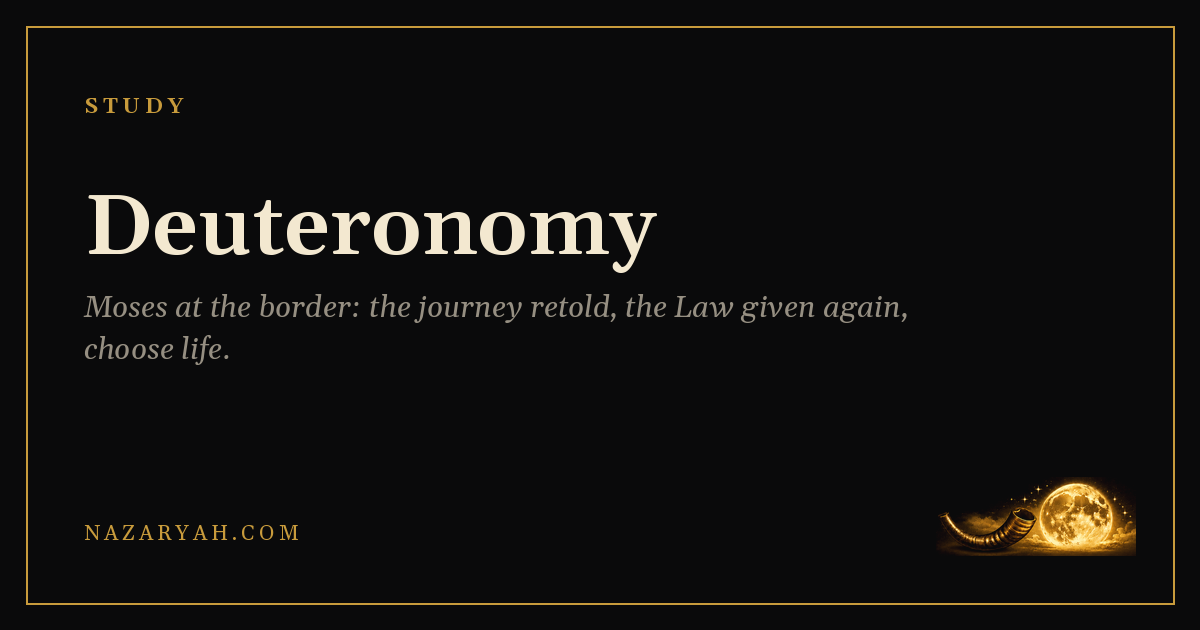 STUDY
Deuteronomy
Moses at the border: the journey retold, the Law given again,
choose life.
NAZARYAH.COM